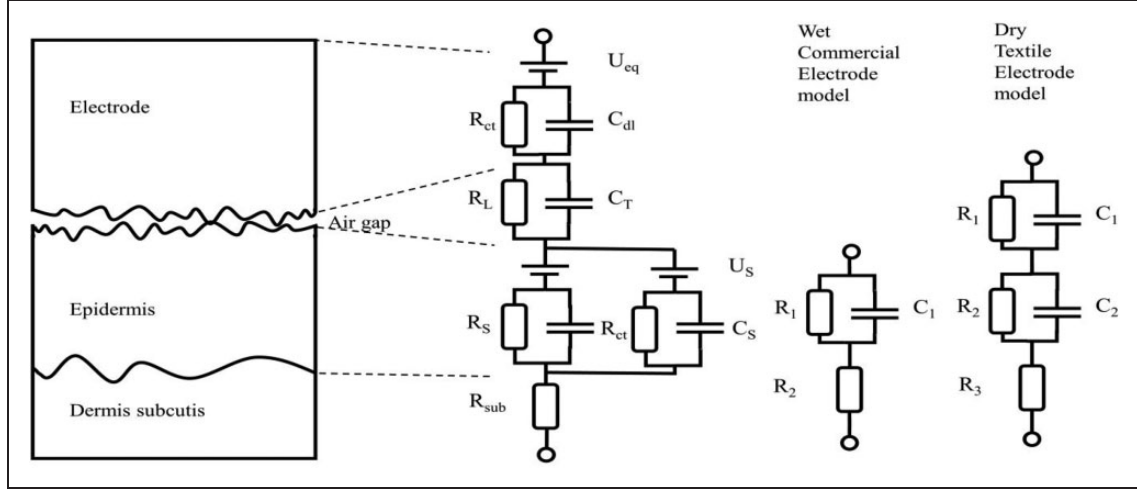 Electrode
Air gap
Epidermis
Dermis subcutis
U_eq
R_ct
C_dl
R_L
C_T
U_S
R_S
R_ct
C_S
R_sub
Wet
Commercial
Electrode
model
R_1
C_1
R_2
Dry
Textile
Electrode
model
R_1
C_1
R_2
C_2
R_3